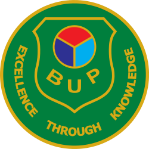 BUP
EXCELLENCE THROUGH KNOWLEDGE